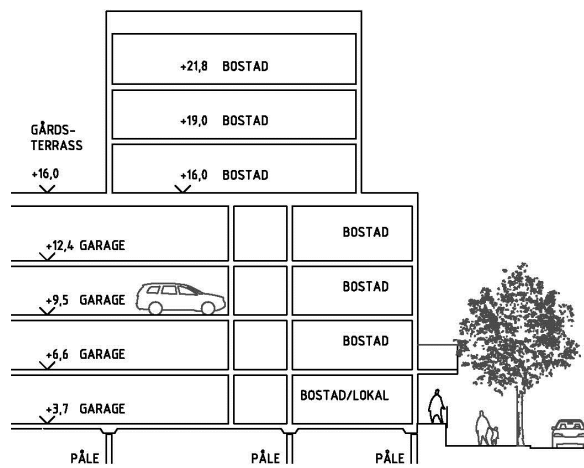 +21,8 BOSTAD
+19,0 BOSTAD
GÅRDS-
TERRASS
+16,0
+16,0 BOSTAD
BOSTAD
+12,4 GARAGE
BOSTAD
+9,5 GARAGE
BOSTAD
+6,6 GARAGE
BOSTAD/LOKAL
+3,7 GARAGE
PÅLE
PÅLE
PÅLE